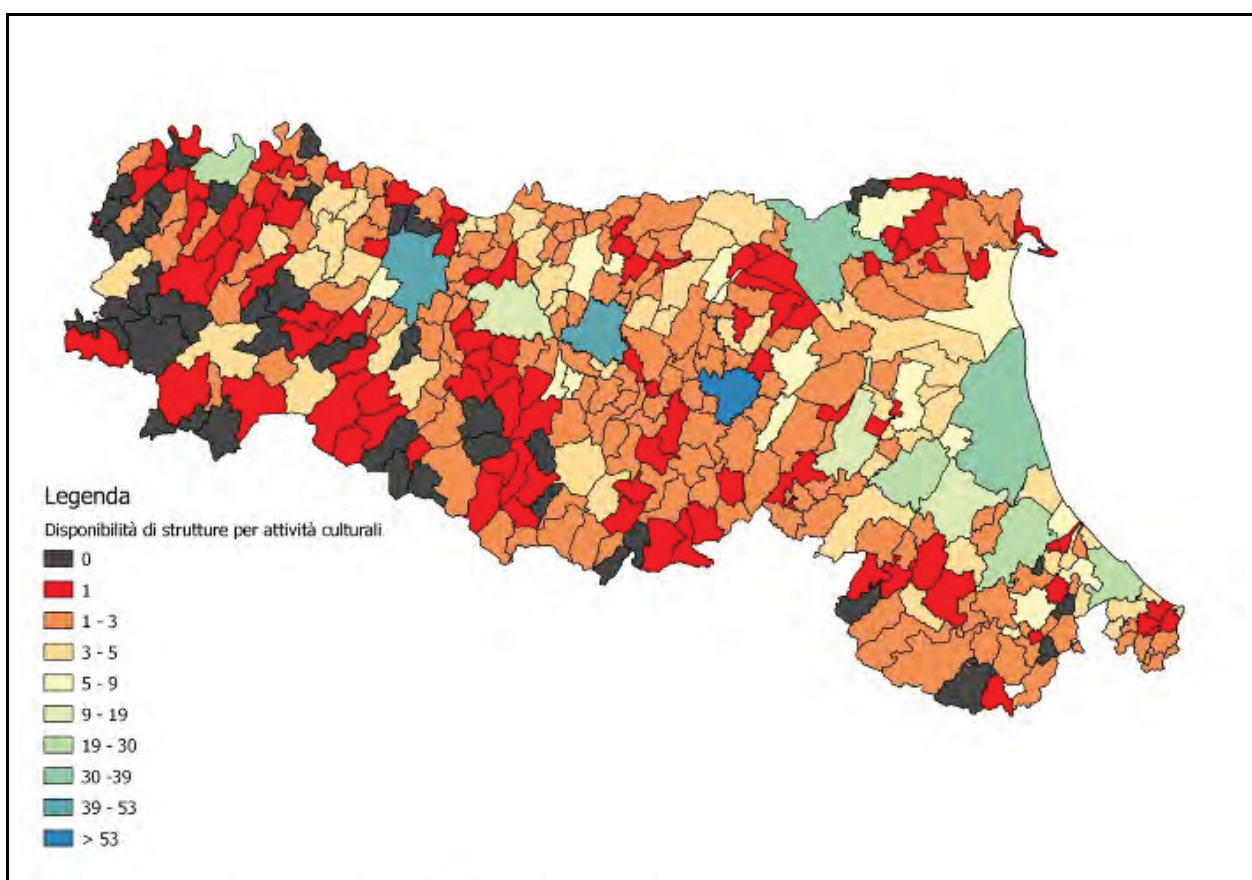 Legenda
Disponibilità di strutture per attività culturali
0
1
1 - 3
3 - 5
5 - 9
9 - 19
19 - 30
30 -39
39 - 53
> 53